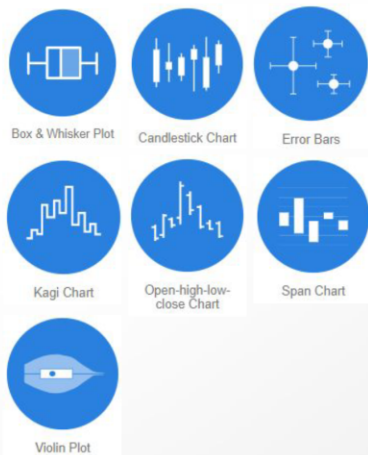 Box & Whisker Plot
Candlestick Chart
Error Bars
Kagi Chart
Open-high-low-
close Chart
Span Chart
Violin Plot